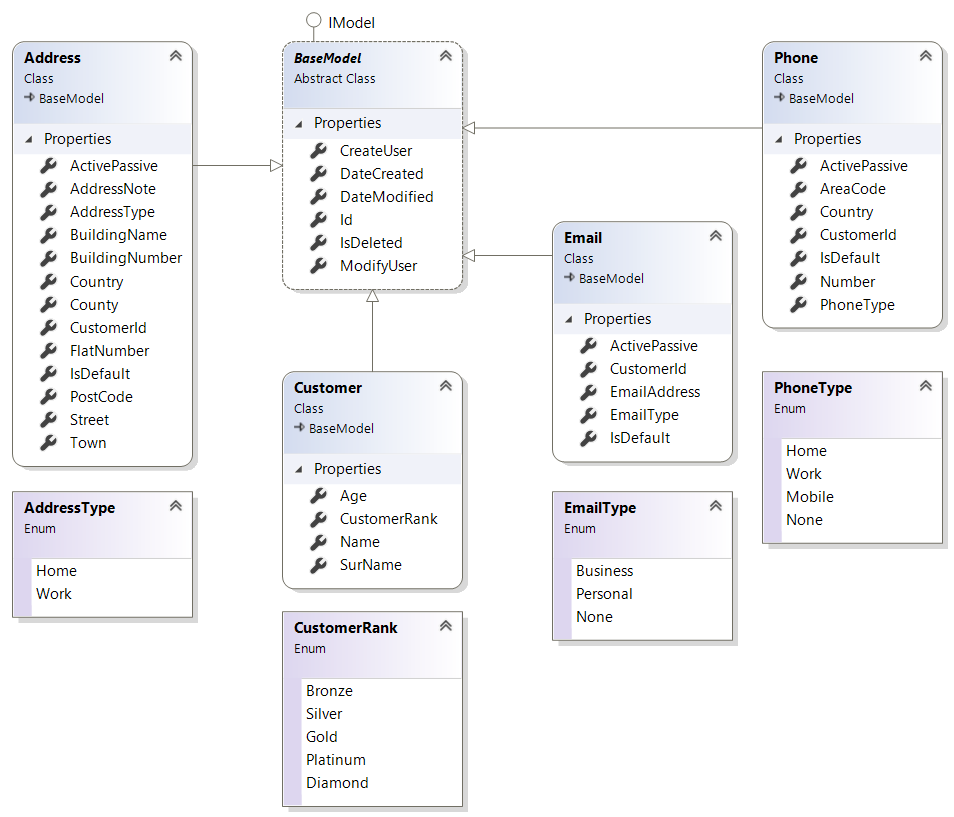 IModel
Address
Class
BaseModel
Properties
ActivePassive
AddressNote
AddressType
BuildingName
BuildingNumber
Country
County
CustomerId
FlatNumber
IsDefault
PostCode
Street
Town
AddressType
Enum
Home
Work
BaseModel
Abstract Class
Properties
CreateUser
DateCreated
DateModified
Id
IsDeleted
ModifyUser
Customer
Class
BaseModel
Properties
Age
CustomerRank
Name
SurName
CustomerRank
Enum
Bronze
Silver
Gold
Platinum
Diamond
Email
Class
BaseModel
Properties
ActivePassive
CustomerId
EmailAddress
EmailType
IsDefault
EmailType
Enum
Business
Personal
None
Phone
Class
BaseModel
Properties
ActivePassive
AreaCode
Country
CustomerId
IsDefault
Number
PhoneType
PhoneType
Enum
Home
Work
Mobile
None